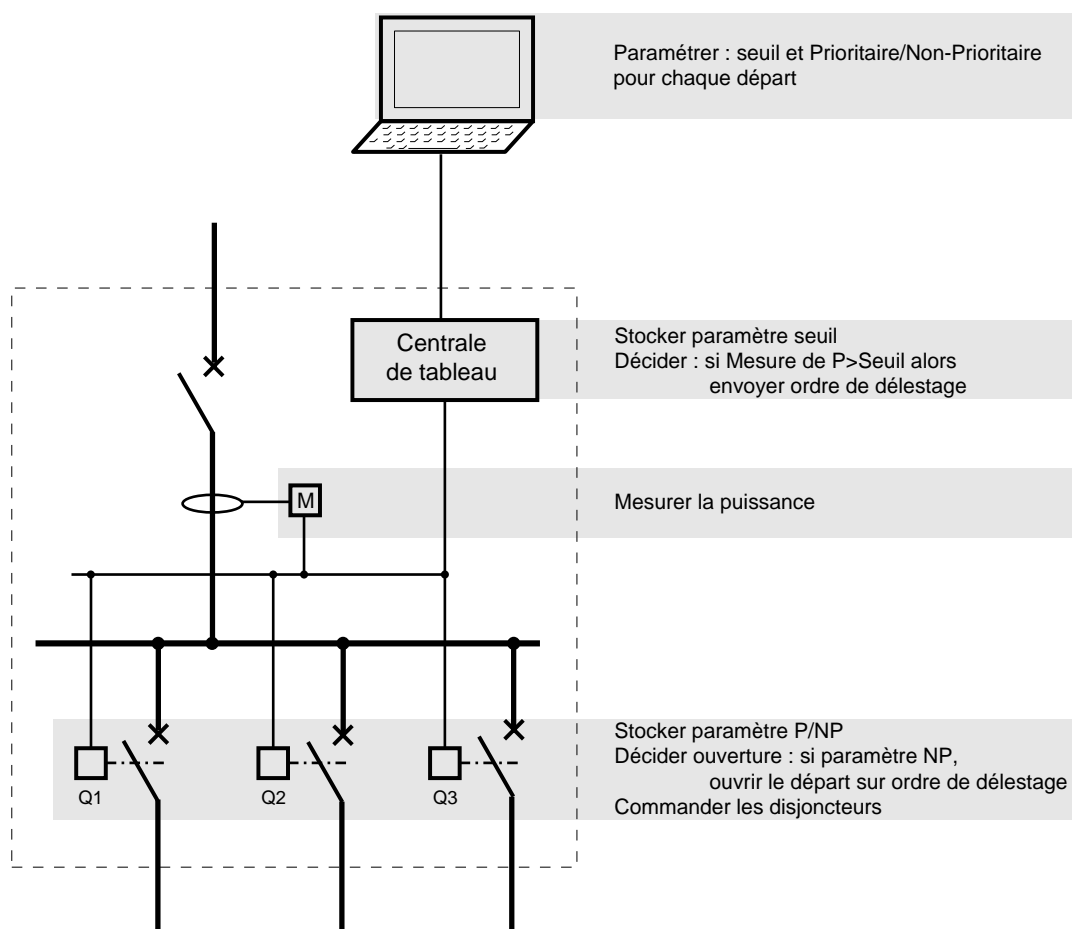 Paramétrer : seuil et Prioritaire/Non-Prioritaire
pour chaque départ
Centrale
de tableau
Stocker paramètre seuil
Décider : si Mesure de P>Seuil alors
envoyer ordre de délestage
M
Mesurer la puissance
Q1
Q2
Q3
Stocker paramètre P/NP
Décider ouverture : si paramètre NP,
ouvrir le départ sur ordre de délestage
Commander les disjoncteurs